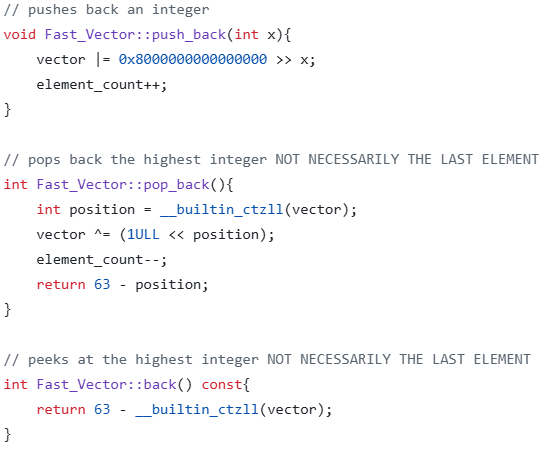 // pushes back an integer
void Fast_Vector::push_back(int x){
    vector |= 0x8000000000000000 >> x;
    element_count++;
}

// pops back the highest integer NOT NECESSARILY THE LAST ELEMENT
int Fast_Vector::pop_back(){
    int position = __builtin_ctzll(vector);
    vector ^= (1ULL << position);
    element_count--;
    return 63 - position;
}

// peeks at the highest integer NOT NECESSARILY THE LAST ELEMENT
int Fast_Vector::back() const{
    return 63 - __builtin_ctzll(vector);
}